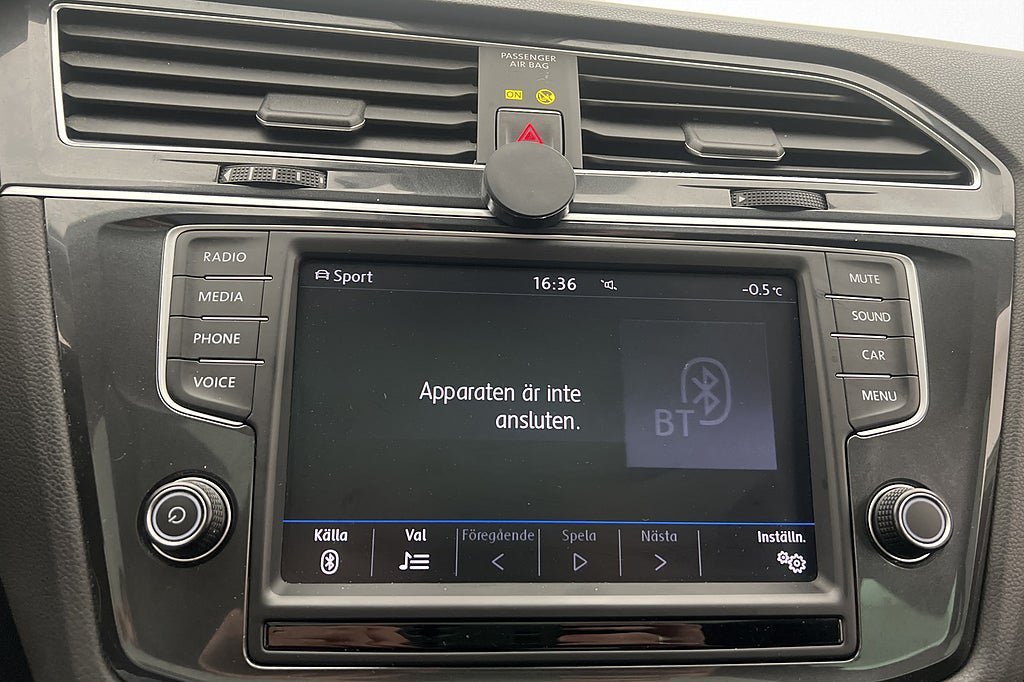 PASSENGER
AIR BAG
ON
RADIO
MEDIA
PHONE
VOICE
Sport
16:36
-0.5°C
Apparaten är inte
ansluten.
BT
Källa
Val
Föregående
Spela
Nästa
Inställn.
MUTE
SOUND
CAR
MENU